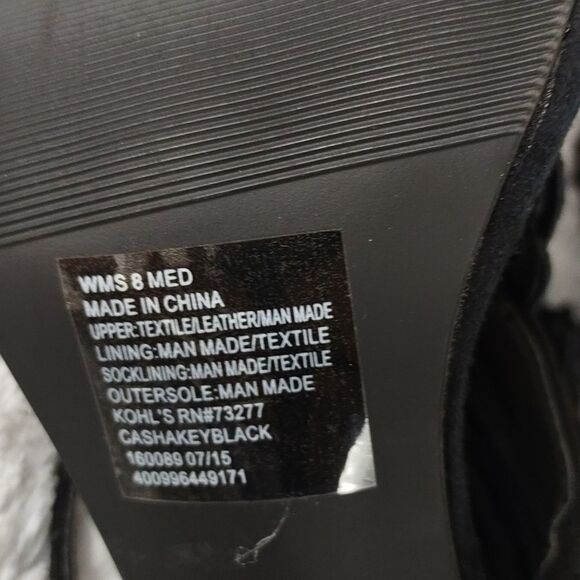 WMS 8 MED
MADE IN CHINA
UPPER:TEXTILE/LEATHER/MAN MADE
LINING:MAN MADE/TEXTILE
SOCKLINING:MAN MADE/TEXTILE
OUTERSOLE:MAN MADE
KOHL'S RN#73277
CASHAKEYBLACK
160089 07/15
400996449171